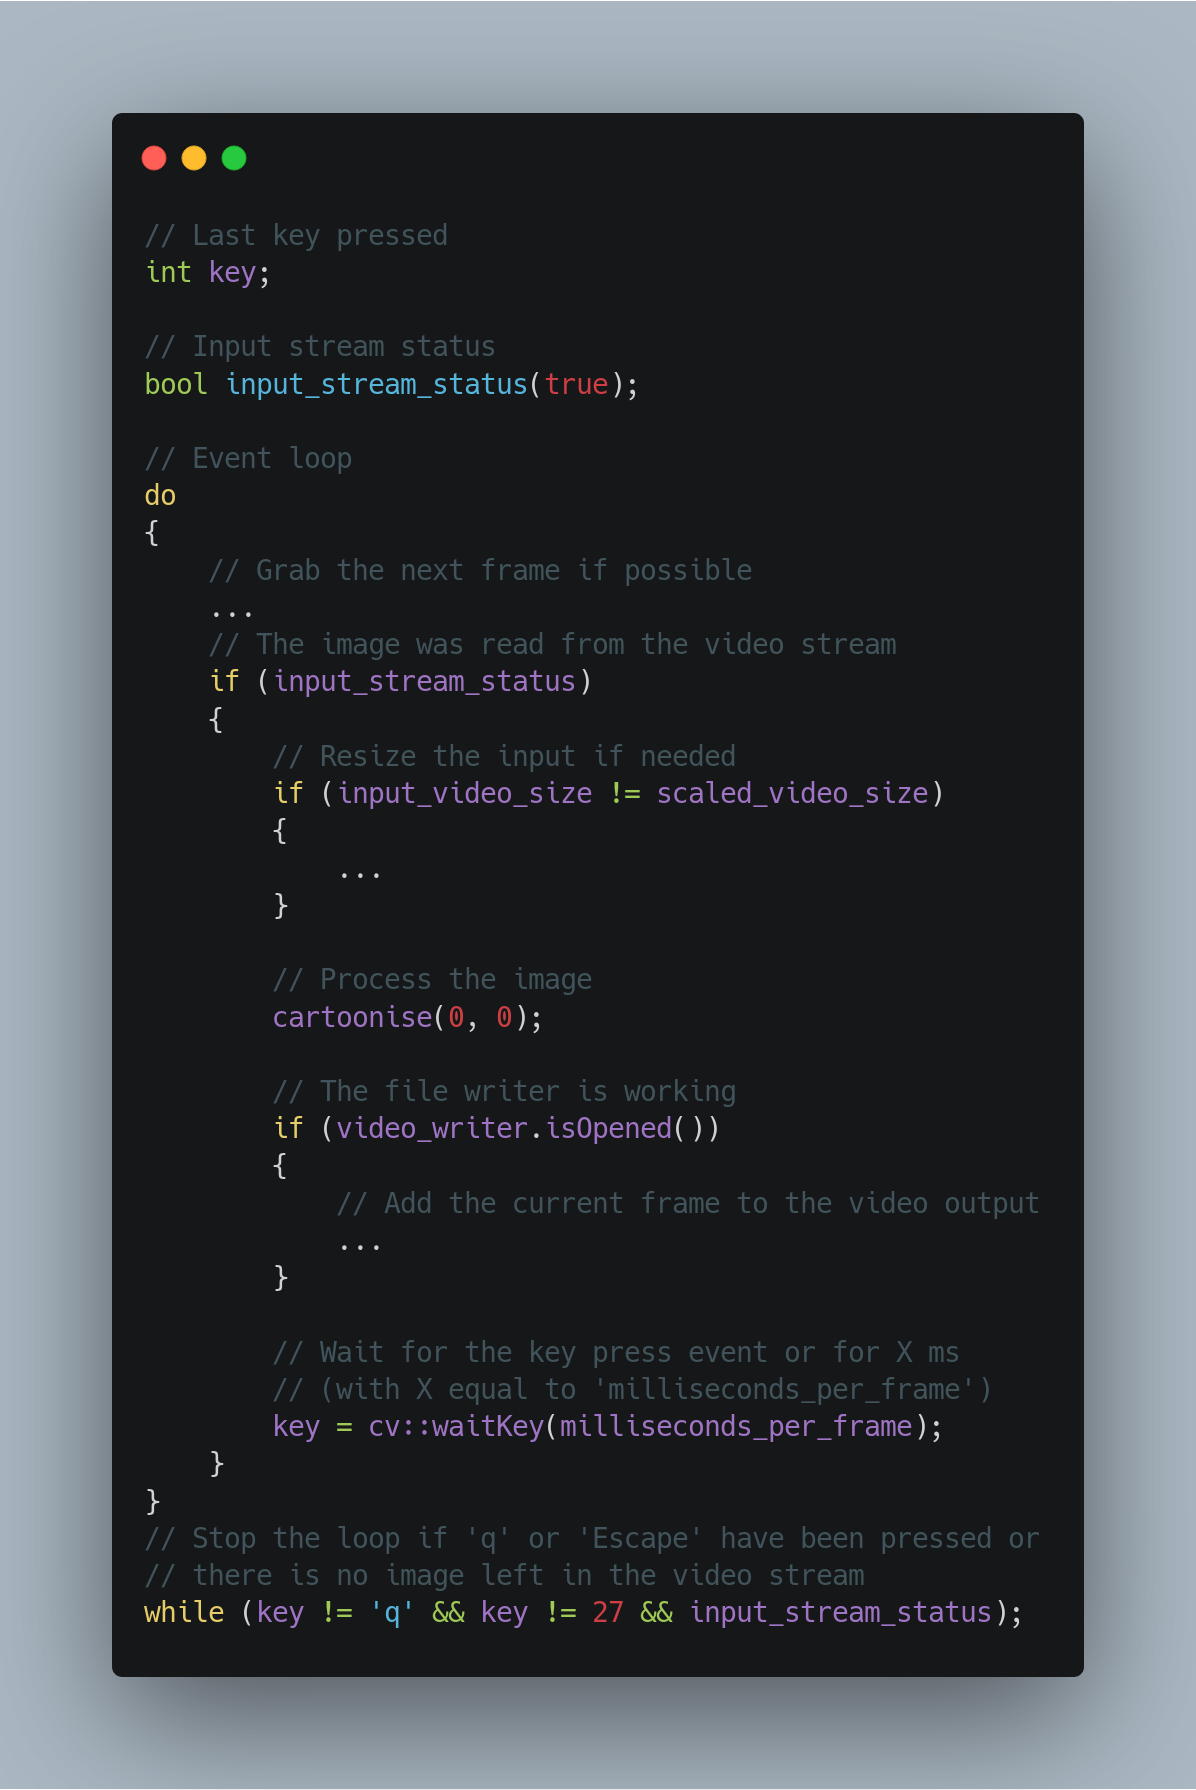 // Last key pressed
int key;

// Input stream status
bool input_stream_status(true);

// Event loop
do
{
    // Grab the next frame if possible
    ...
    // The image was read from the video stream
    if (input_stream_status)
    {
        // Resize the input if needed
        if (input_video_size != scaled_video_size)
        {
            ...
        }

        // Process the image
        cartoonise(0, 0);

        // The file writer is working
        if (video_writer.isOpened())
        {
            // Add the current frame to the video output
            ...
        }

        // Wait for the key press event or for X ms
        // (with X equal to 'milliseconds_per_frame')
        key = cv::waitKey(milliseconds_per_frame);
    }
}
// Stop the loop if 'q' or 'Escape' have been pressed or
// there is no image left in the video stream
while (key != 'q' && key != 27 && input_stream_status);